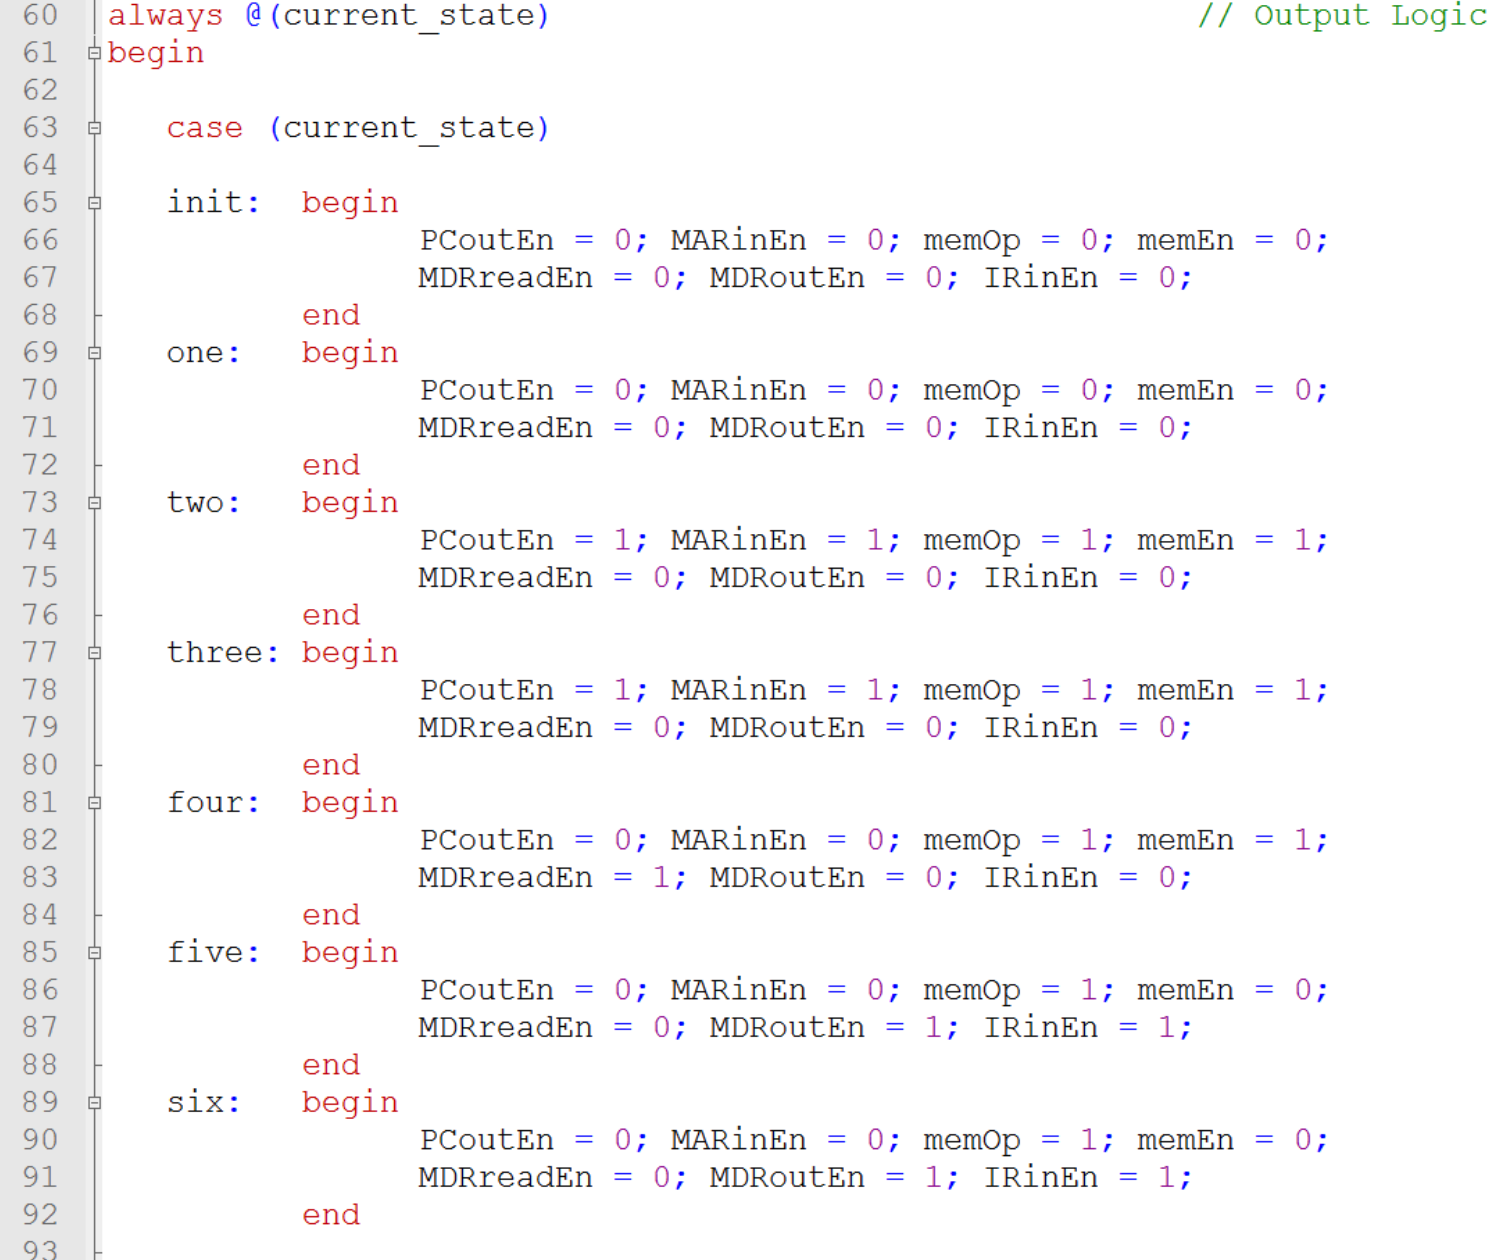 60 always @(current_state) // Output Logic
61 begin
62
63 case (current_state)
64
65 init: begin
66 PCoutEn = 0; MARinEn = 0; memOp = 0; memEn = 0;
67 MDRreadEn = 0; MDRoutEn = 0; IRinEn = 0;
68 end
69 one: begin
70 PCoutEn = 0; MARinEn = 0; memOp = 0; memEn = 0;
71 MDRreadEn = 0; MDRoutEn = 0; IRinEn = 0;
72 end
73 two: begin
74 PCoutEn = 1; MARinEn = 1; memOp = 1; memEn = 1;
75 MDRreadEn = 0; MDRoutEn = 0; IRinEn = 0;
76 end
77 three: begin
78 PCoutEn = 1; MARinEn = 1; memOp = 1; memEn = 1;
79 MDRreadEn = 0; MDRoutEn = 0; IRinEn = 0;
80 end
81 four: begin
82 PCoutEn = 0; MARinEn = 0; memOp = 1; memEn = 1;
83 MDRreadEn = 1; MDRoutEn = 0; IRinEn = 0;
84 end
85 five: begin
86 PCoutEn = 0; MARinEn = 0; memOp = 1; memEn = 0;
87 MDRreadEn = 0; MDRoutEn = 1; IRinEn = 1;
88 end
89 six: begin
90 PCoutEn = 0; MARinEn = 0; memOp = 1; memEn = 0;
91 MDRreadEn = 0; MDRoutEn = 1; IRinEn = 1;
92 end
93